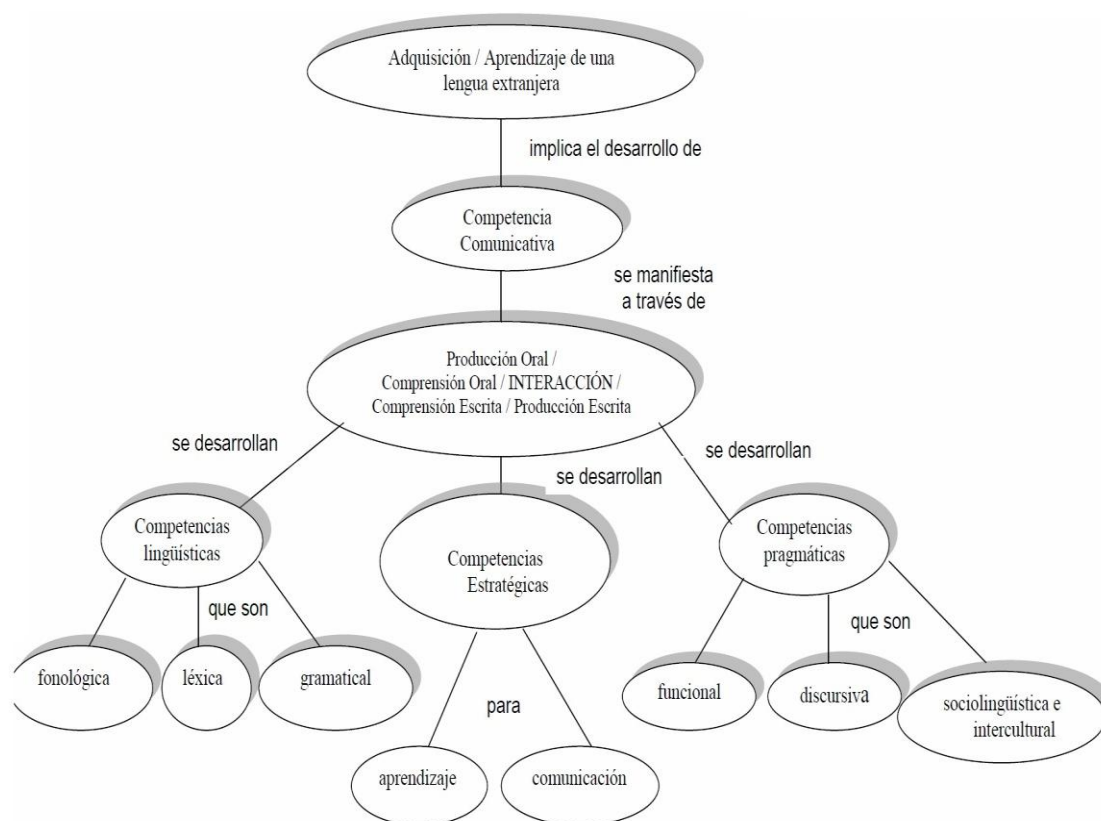 Adquisición / Aprendizaje de una
lengua extranjera
implica el desarrollo de
Competencia
Comunicativa
se manifiesta
a través de
Producción Oral /
Comprensión Oral / INTERACCIÓN /
Comprensión Escrita / Producción Escrita
se desarrollan
se desarrollan
se desarrollan
Competencias
lingüísticas
Competencias
Estratégicas
Competencias
pragmáticas
que son
que son
fonológica
léxica
gramatical
para
funcional
discursiva
sociolingüística e
intercultural
aprendizaje
comunicación